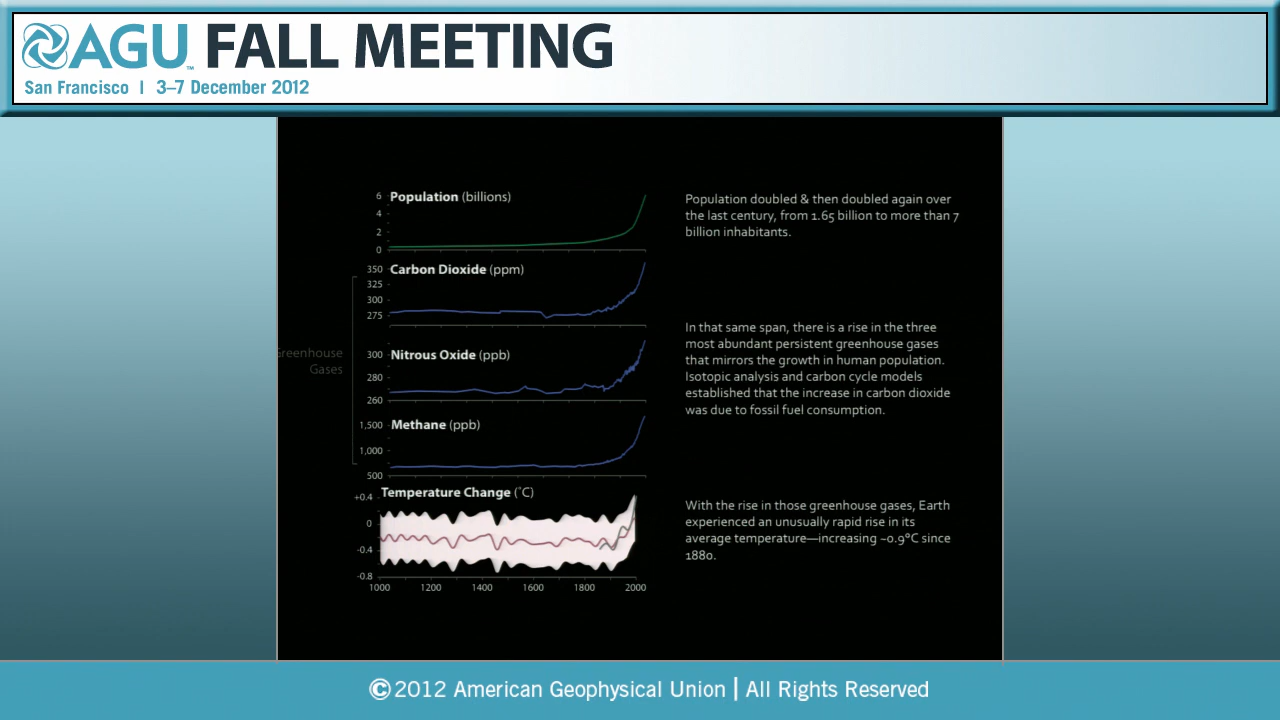 AGU™ FALL MEETING
San Francisco | 3–7 December 2012
Population (billions)
6
4
2
0
Population doubled & then doubled again over
the last century, from 1.65 billion to more than 7
billion inhabitants.
Carbon Dioxide (ppm)
350
325
300
275
Greenhouse
Gases
Nitrous Oxide (ppb)
300
280
260
In that same span, there is a rise in the three
most abundant persistent greenhouse gases
that mirrors the growth in human population.
Isotopic analysis and carbon cycle models
established that the increase in carbon dioxide
was due to fossil fuel consumption.
Methane (ppb)
1,500
1,000
500
Temperature Change (°C)
+0.4
0
-0.4
-0.8
1000 1200 1400 1600 1800 2000
With the rise in those greenhouse gases, Earth
experienced an unusually rapid rise in its
average temperature—increasing ~0.9°C since
1880.
©2012 American Geophysical Union | All Rights Reserved